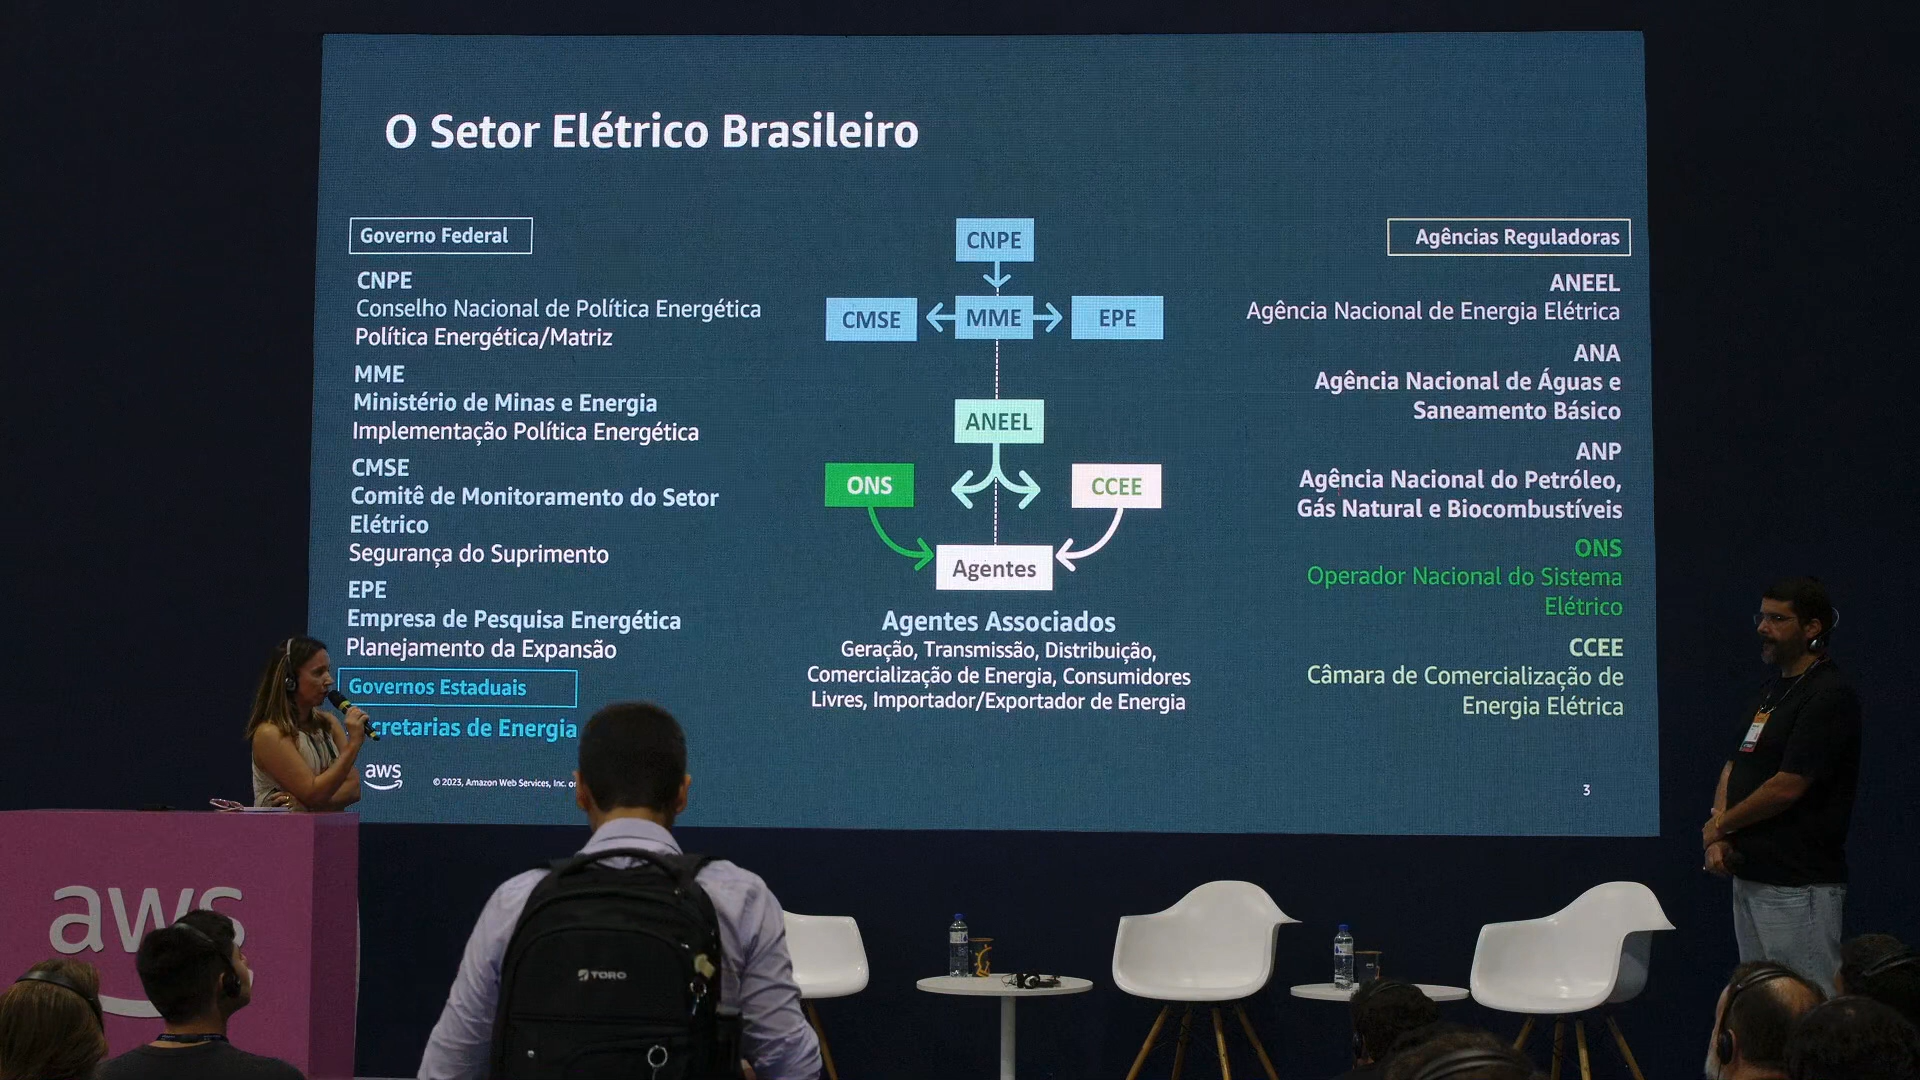 O Setor Elétrico Brasileiro
Governo Federal
CNPE
Conselho Nacional de Política Energética
Política Energética/Matriz
MME
Ministério de Minas e Energia
Implementação Política Energética
CMSE
Comitê de Monitoramento do Setor
Elétrico
Segurança do Suprimento
EPE
Empresa de Pesquisa Energética
Planejamento da Expansão
Governos Estaduais
cretarias de Energia
aws
© 2023, Amazon Web Services, Inc. or
CNPE
CMSE
MME
EPE
ANEEL
ONS
CCEE
Agentes
Agentes Associados
Geração, Transmissão, Distribuição,
Comercialização de Energia, Consumidores
Livres, Importador/Exportador de Energia
Agências Reguladoras
ANEEL
Agência Nacional de Energia Elétrica
ANA
Agência Nacional de Águas e
Saneamento Básico
ANP
Agência Nacional do Petróleo,
Gás Natural e Biocombustíveis
ONS
Operador Nacional do Sistema
Elétrico
CCEE
Câmara de Comercialização de
Energia Elétrica
3
aws
TORO